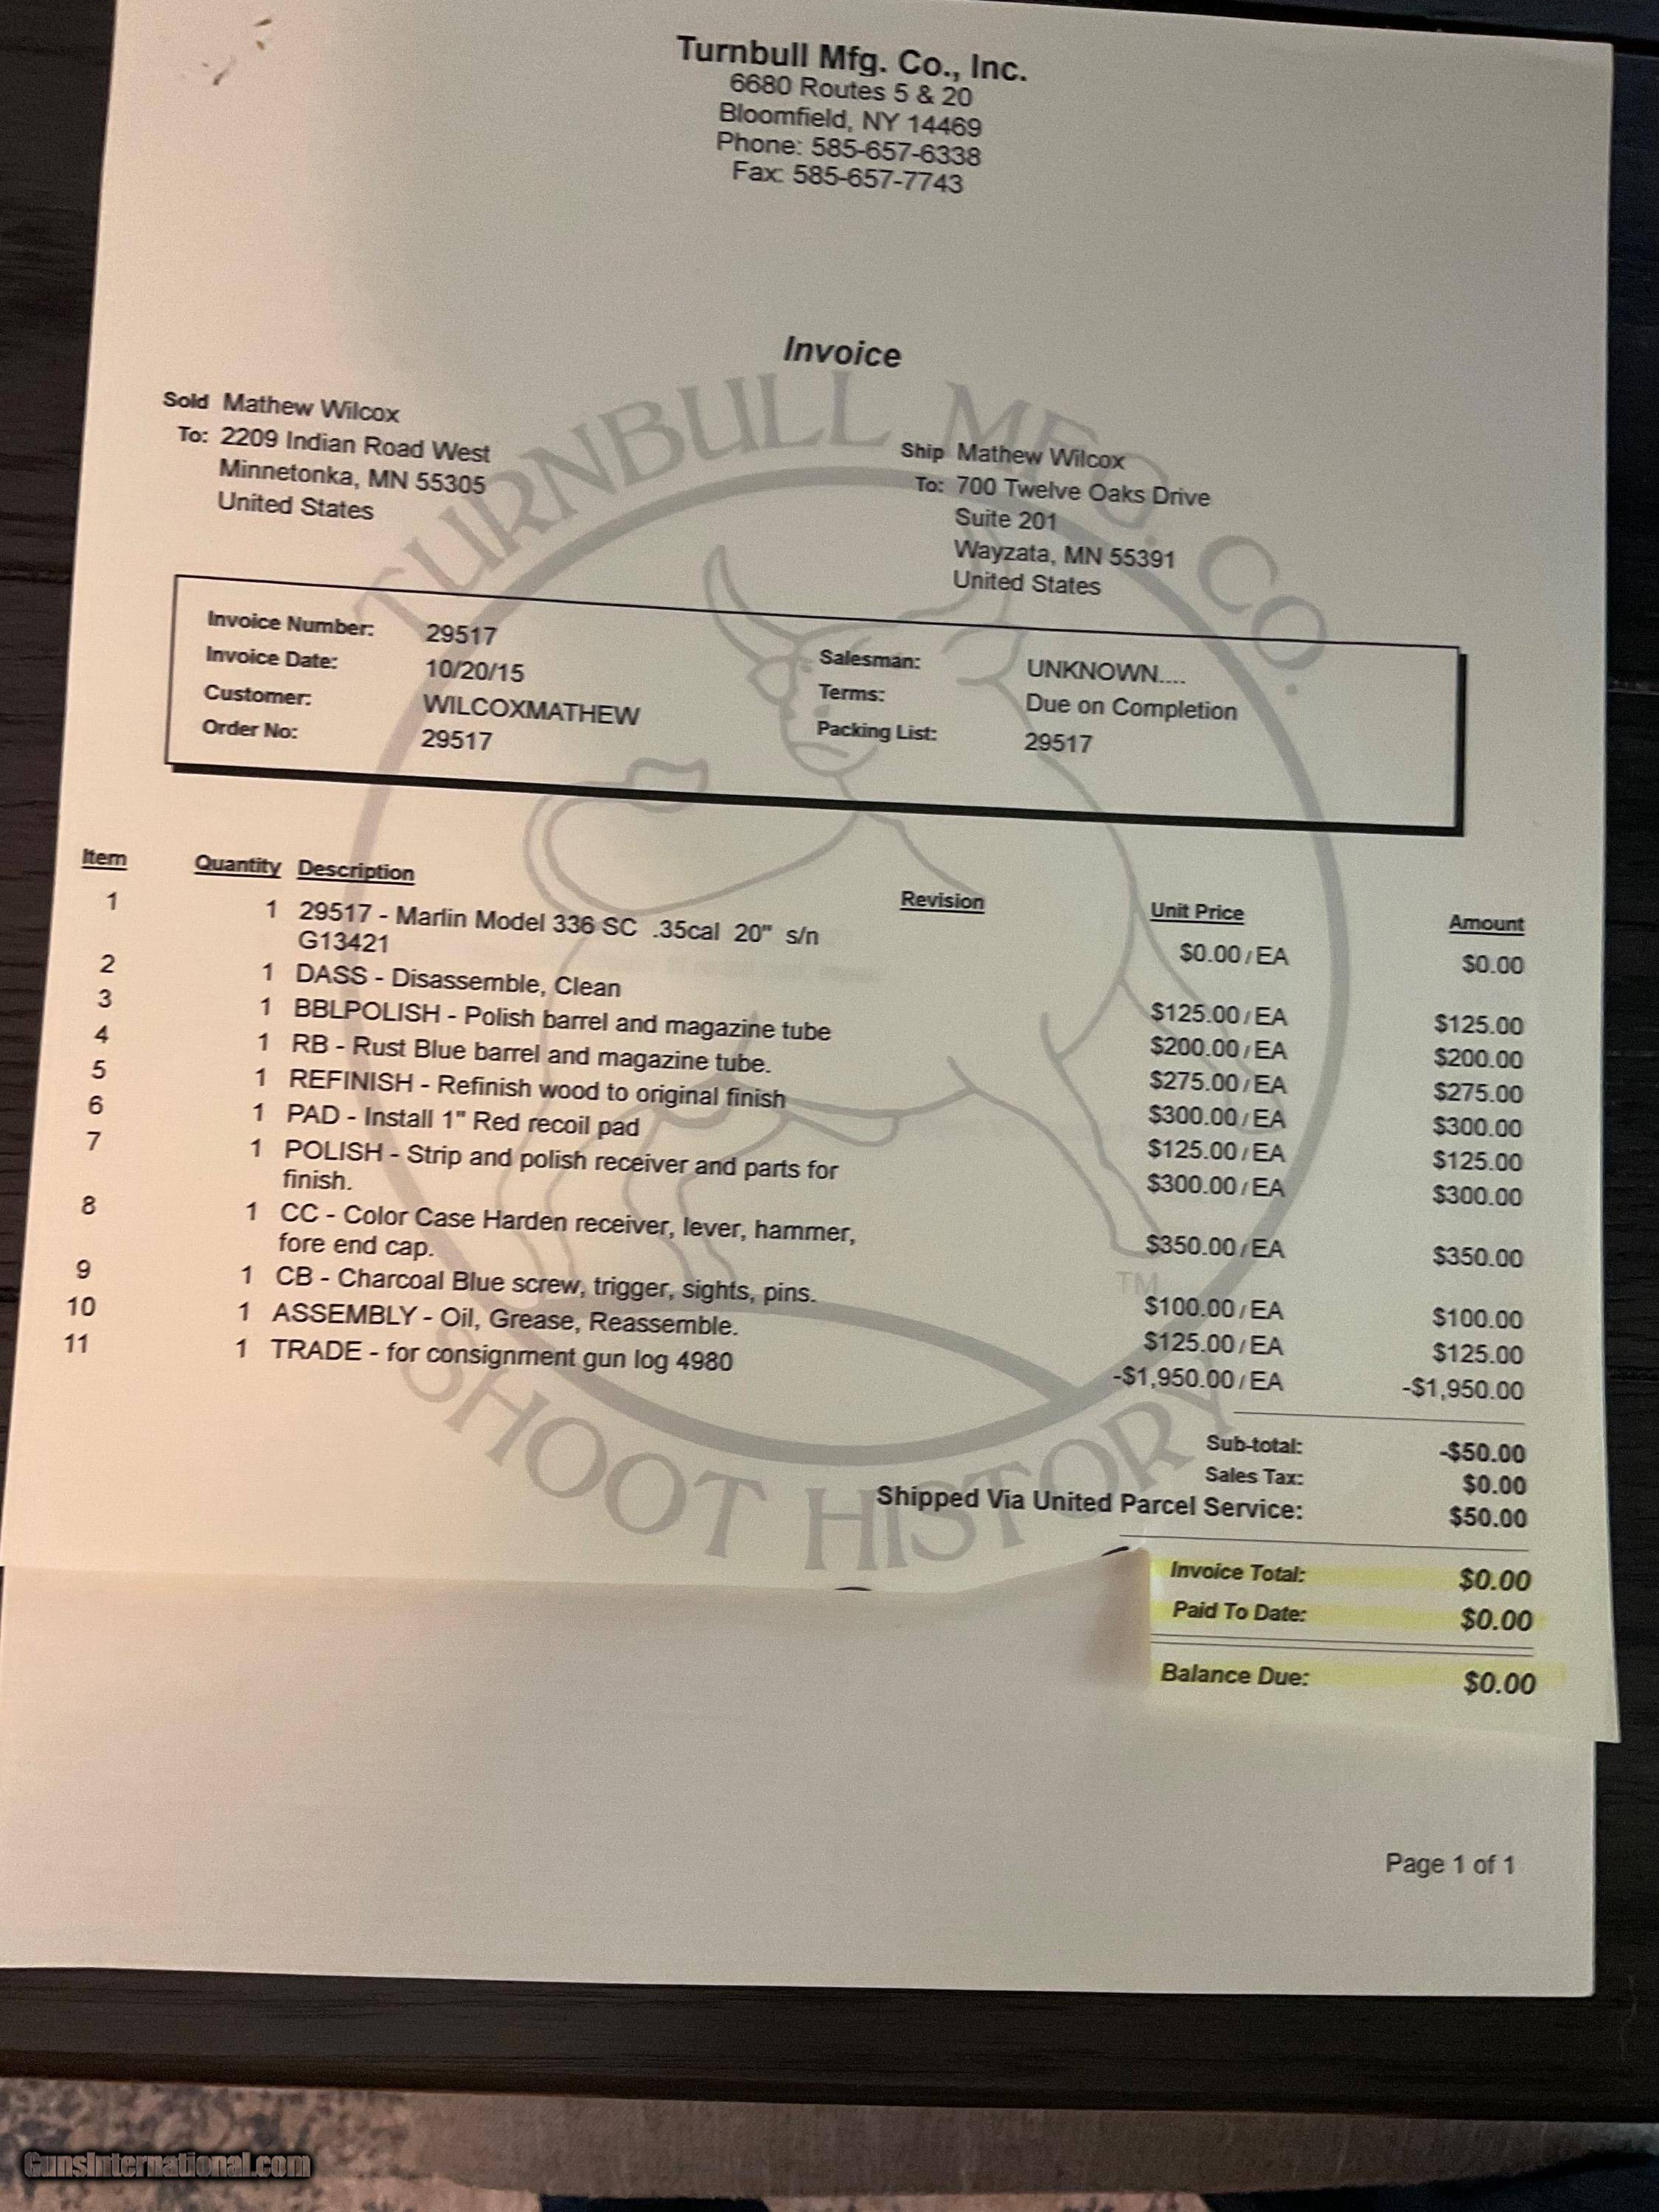 Turnbull Mfg. Co., Inc.
6680 Routes 5 & 20
Bloomfield, NY 14469
Phone: 585-657-6338
Fax: 585-657-7743
Invoice
Sold To: Mathew Wilcox
2209 Indian Road West
Minnetonka, MN 55305
United States
Ship To: Mathew Wilcox
700 Twelve Oaks Drive
Suite 201
Wayzata, MN 55391
United States
TURNBULL MFG. CO.
Invoice Number: 29517
Invoice Date: 10/20/15
Customer: WILCOXMATHEW
Order No: 29517
Salesman: UNKNOWN....
Terms: Due on Completion
Packing List: 29517
Item Quantity Description Revision Unit Price Amount
1 1 29517 - Marlin Model 336 SC .35cal 20" s/n $0.00 / EA $0.00
G13421
2 1 DASS - Disassemble, Clean $125.00 / EA $125.00
3 1 BBLPOLISH - Polish barrel and magazine tube $200.00 / EA $200.00
4 1 RB - Rust Blue barrel and magazine tube. $275.00 / EA $275.00
5 1 REFINISH - Refinish wood to original finish $300.00 / EA $300.00
6 1 PAD - Install 1" Red recoil pad $125.00 / EA $125.00
7 1 POLISH - Strip and polish receiver and parts for $300.00 / EA $300.00
finish.
8 1 CC - Color Case Harden receiver, lever, hammer, $350.00 / EA $350.00
fore end cap.
9 1 CB - Charcoal Blue screw, trigger, sights, pins. $100.00 / EA $100.00
10 1 ASSEMBLY - Oil, Grease, Reassemble. $125.00 / EA $125.00
11 1 TRADE - for consignment gun log 4980 -$1,950.00 / EA -$1,950.00
TM
SHOOT HISTORY
Sub-total: -$50.00
Sales Tax: $0.00
Shipped Via United Parcel Service: $50.00
Invoice Total: $0.00
Paid To Date: $0.00
Balance Due: $0.00
Page 1 of 1
GunsInternational.com